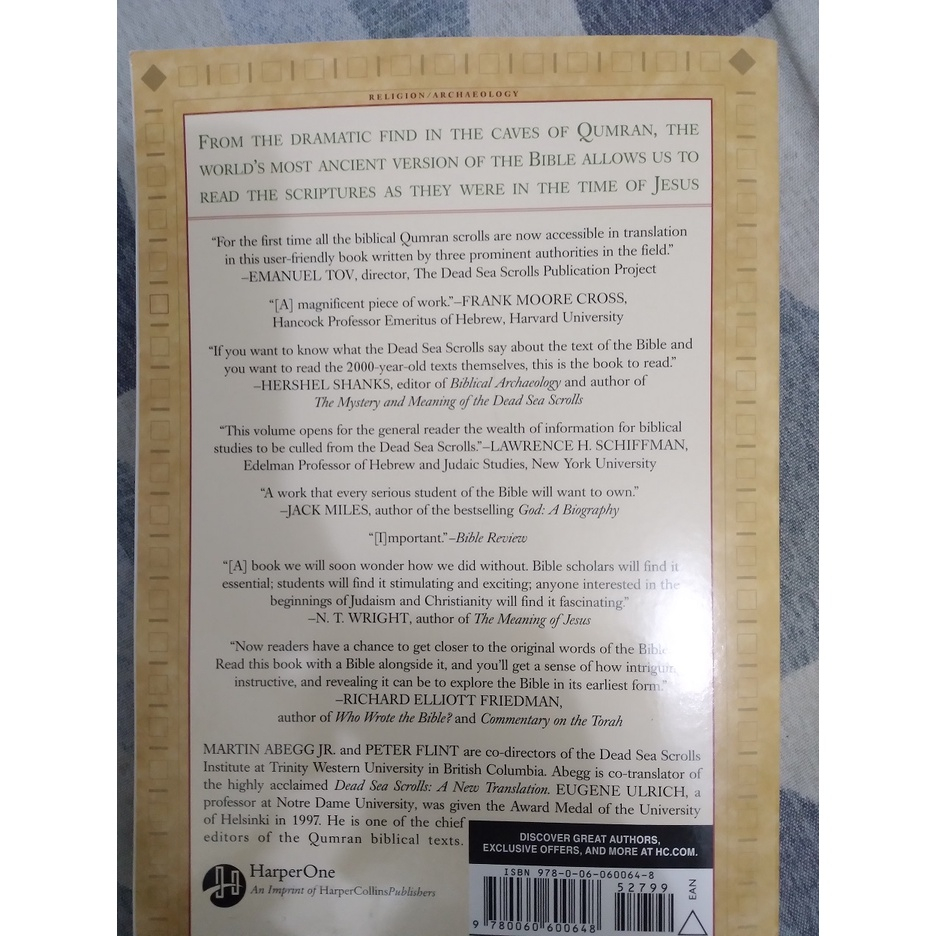 RELIGION/ARCHAEOLOGY
FROM THE DRAMATIC FIND IN THE CAVES OF QUMRAN, THE
WORLD'S MOST ANCIENT VERSION OF THE BIBLE ALLOWS US TO
READ THE SCRIPTURES AS THEY WERE IN THE TIME OF JESUS
“For the first time all the biblical Qumran scrolls are now accessible in translation
in this user-friendly book written by three prominent authorities in the field.”
–EMANUEL TOV, director, The Dead Sea Scrolls Publication Project
“[A] magnificent piece of work.”–FRANK MOORE CROSS,
Hancock Professor Emeritus of Hebrew, Harvard University
“If you want to know what the Dead Sea Scrolls say about the text of the Bible and
you want to read the 2000-year-old texts themselves, this is the book to read.”
–HERSHEL SHANKS, editor of Biblical Archaeology and author of
The Mystery and Meaning of the Dead Sea Scrolls
“This volume opens for the general reader the wealth of information for biblical
studies to be culled from the Dead Sea Scrolls.”–LAWRENCE H. SCHIFFMAN,
Edelman Professor of Hebrew and Judaic Studies, New York University
“A work that every serious student of the Bible will want to own.”
–JACK MILES, author of the bestselling God: A Biography
“[I]mportant.”–Bible Review
“[A] book we will soon wonder how we did without. Bible scholars will find it
essential; students will find it stimulating and exciting; anyone interested in the
beginnings of Judaism and Christianity will find it fascinating.”
–N. T. WRIGHT, author of The Meaning of Jesus
“Now readers have a chance to get closer to the original words of the Bible.
Read this book with a Bible alongside it, and you'll get a sense of how intriguing,
instructive, and revealing it can be to explore the Bible in its earliest form.”
–RICHARD ELLIOTT FRIEDMAN,
author of Who Wrote the Bible? and Commentary on the Torah
MARTIN ABEGG JR. and PETER FLINT are co-directors of the Dead Sea Scrolls
Institute at Trinity Western University in British Columbia. Abegg is co-translator of
the highly acclaimed Dead Sea Scrolls: A New Translation. EUGENE ULRICH, a
professor at Notre Dame University, was given the Award Medal of the University
of Helsinki in 1997. He is one of the chief
editors of the Qumran biblical texts.
HarperOne
An Imprint of HarperCollinsPublishers
DISCOVER GREAT AUTHORS,
EXCLUSIVE OFFERS, AND MORE AT HC.COM.
ISBN 978-0-06-060064-8
52799
EAN
9 780060 600648